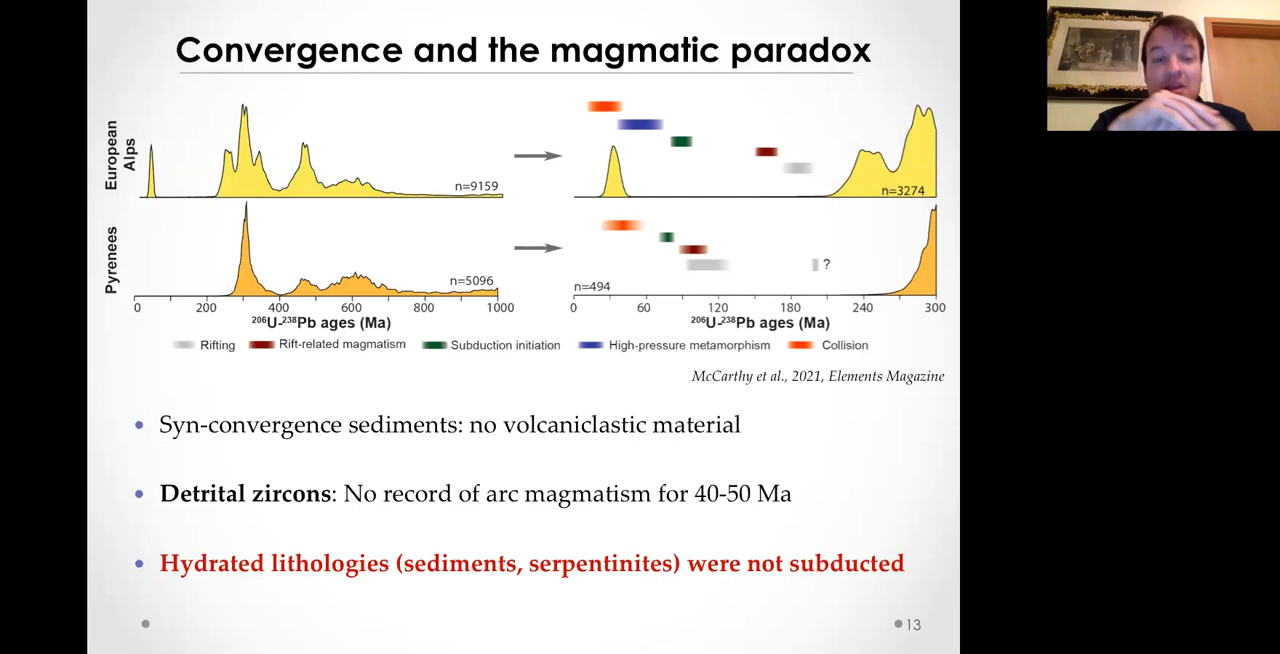 Convergence and the magmatic paradox
European
Alps
n=9159
n=3274
Pyrenees
n=5096
n=494
?
0 200 400 600 800 1000
0 60 120 180 240 300
²⁰⁶U-²³⁸Pb ages (Ma)
²⁰⁶U-²³⁸Pb ages (Ma)
Rifting Rift-related magmatism Subduction initiation High-pressure metamorphism Collision
McCarthy et al., 2021, Elements Magazine
• Syn-convergence sediments: no volcaniclastic material
• Detrital zircons: No record of arc magmatism for 40-50 Ma
• Hydrated lithologies (sediments, serpentinites) were not subducted
13